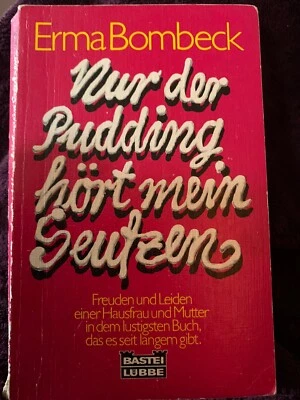 Erma Bombeck
Nur der
Pudding
hört mein
Seufzen
Freuden und Leiden
einer Hausfrau und Mutter
in dem lustigsten Buch,
das es seit langem gibt.
BASTEI
LÜBBE